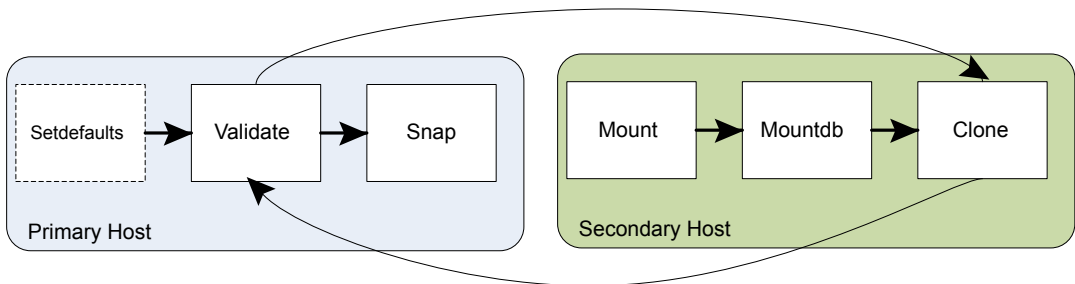 Setdefaults
Validate
Snap
Mount
Mountdb
Clone
Primary Host
Secondary Host